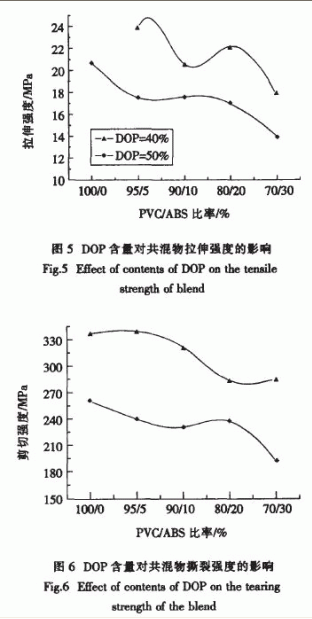 24
22
20
18
16
14
12
10
拉伸强度/MPa
DOP=40%
DOP=50%
100/0 95/5 90/10 80/20 70/30
PVC/ABS 比率/%
图 5 DOP 含量对共混物拉伸强度的影响
Fig.5 Effect of contents of DOP on the tensile
strength of blend
330
300
270
240
210
180
150
剪切强度/MPa
100/0 95/5 90/10 80/20 70/30
PVC/ABS 比率/%
图 6 DOP 含量对共混物撕裂强度的影响
Fig.6 Effect of contents of DOP on the tearing
strength of the blend